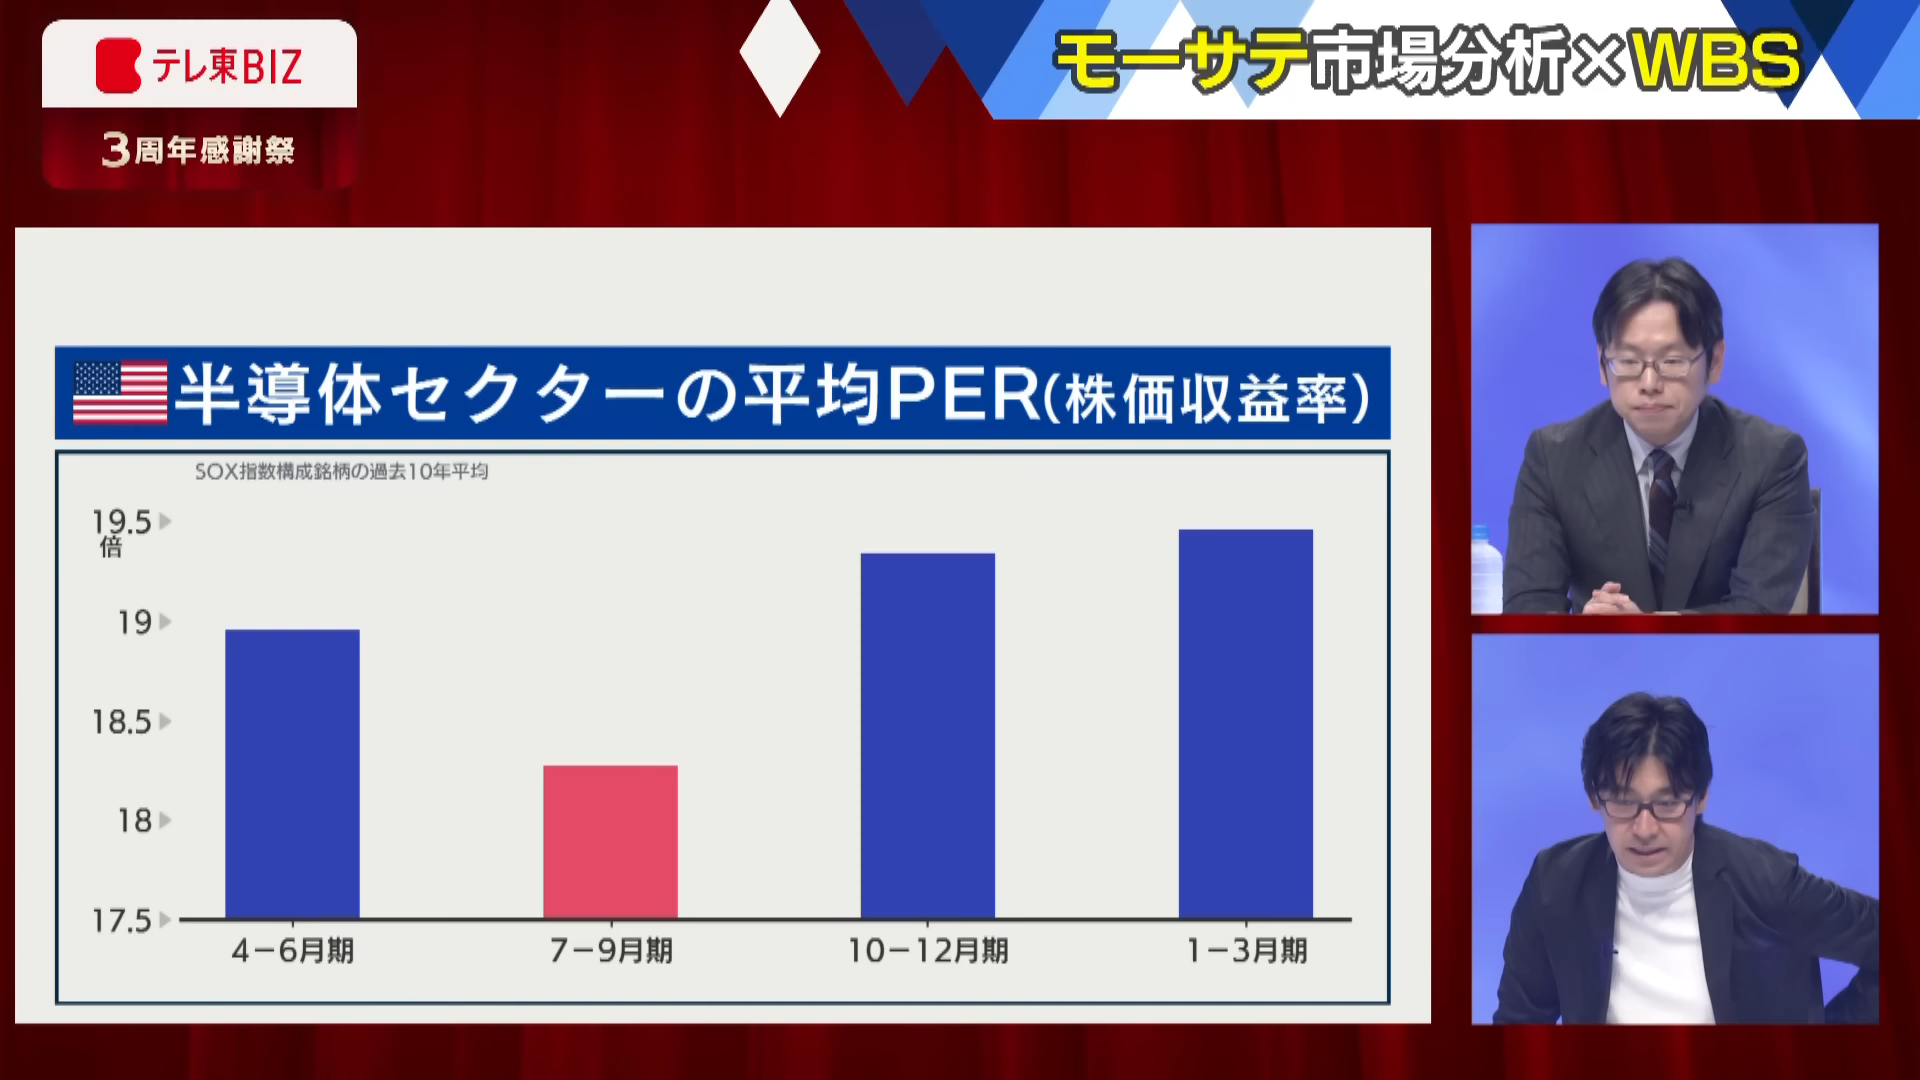 テレ東BIZ
3周年感謝祭
モーサテ市場分析×WBS
半導体セクターの平均PER(株価収益率)
SOX指数構成銘柄の過去10年平均
19.5
倍
19
18.5
18
17.5
4－6月期
7－9月期
10－12月期
1－3月期